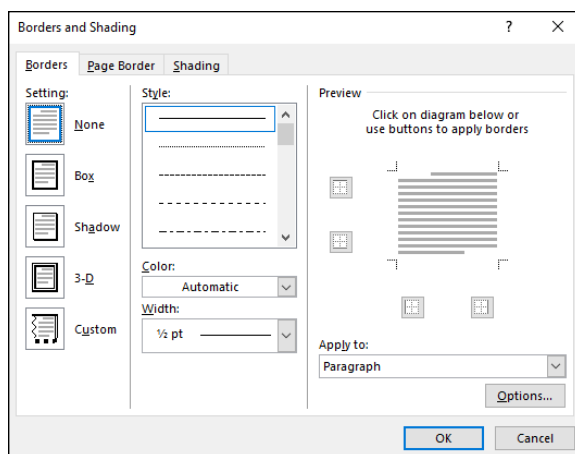 Borders and Shading
?
Borders
Page Border
Shading
Setting:
None
Box
Shadow
3-D
Custom
Style:
Color:
Automatic
Width:
½ pt
Preview
Click on diagram below or
use buttons to apply borders
Apply to:
Paragraph
Options...
OK
Cancel